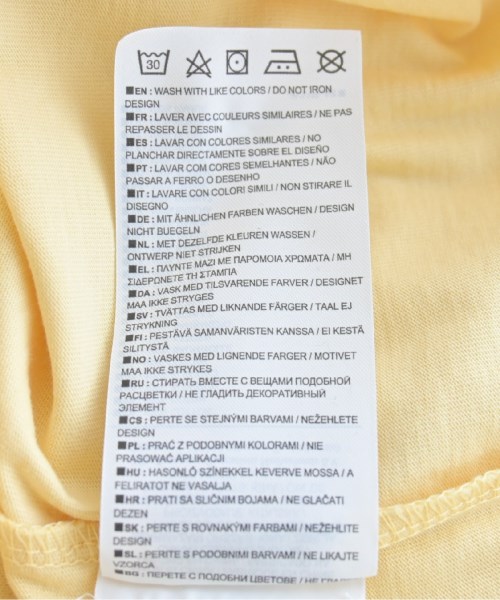 30
■EN : WASH WITH LIKE COLORS / DO NOT IRON
DESIGN
■FR : LAVER AVEC COULEURS SIMILAIRES / NE PAS
REPASSER LE DESSIN
■ES : LAVAR CON COLORES SIMILARES / NO
PLANCHAR DIRECTAMENTE SOBRE EL DISEÑO
■PT : LAVAR COM CORES SEMELHANTES / NÃO
PASSAR A FERRO O DESENHO
■IT : LAVARE CON COLORI SIMILI / NON STIRARE IL
DISEGNO
■DE : MIT ÄHNLICHEN FARBEN WASCHEN / DESIGN
NICHT BUEGELN
■NL : MET DEZELFDE KLEUREN WASSEN /
ONTWERP NIET STRIJKEN
■EL : ΠΛΥΝΤΕ ΜΑΖΙ ΜΕ ΠΑΡΟΜΟΙΑ ΧΡΩΜΑΤΑ / ΜΗ
ΣΙΔΕΡΩΝΕΤΕ ΤΗ ΣΤΑΜΠΑ
■DA : VASK MED TILSVARENDE FARVER / DESIGNET
MAA IKKE STRYGES
■SV : TVÄTTAS MED LIKNANDE FÄRGER / TAAL EJ
STRYKNING
■FI : PESTÄVÄ SAMANVÄRISTEN KANSSA / EI KESTÄ
SILITYSTÄ
■NO : VASKES MED LIGNENDE FARGER / MOTIVET
MAA IKKE STRYKES
■RU : СТИРАТЬ ВМЕСТЕ С ВЕЩАМИ ПОДОБНОЙ
РАСЦВЕТКИ / НЕ ГЛАДИТЬ ДЕКОРАТИВНЫЙ
ЭЛЕМЕНТ
■CS : PERTE SE STEJNÝMI BARVAMI / NEŽEHLETE
DESIGN
■PL : PRAĆ Z PODOBNYMI KOLORAMI / NIE
PRASOWAĆ APLIKACJI
■HU : HASONLÓ SZÍNEKKEL KEVERVE MOSSA / A
FELIRATOT NE VASALJA
■HR : PRATI SA SLIČNIM BOJAMA / NE GLAČATI
DEZEN
■SK : PERTE S ROVNAKÝMI FARBAMI / NEŽEHLITE
DESIGN
■SL : PERITE S PODOBNIMI BARVAMI / NE LIKAJTE
VZORCA
■BG : ПЕРЕТЕ С ПОДОБНИ ЦВЕТОВЕ / НЕ